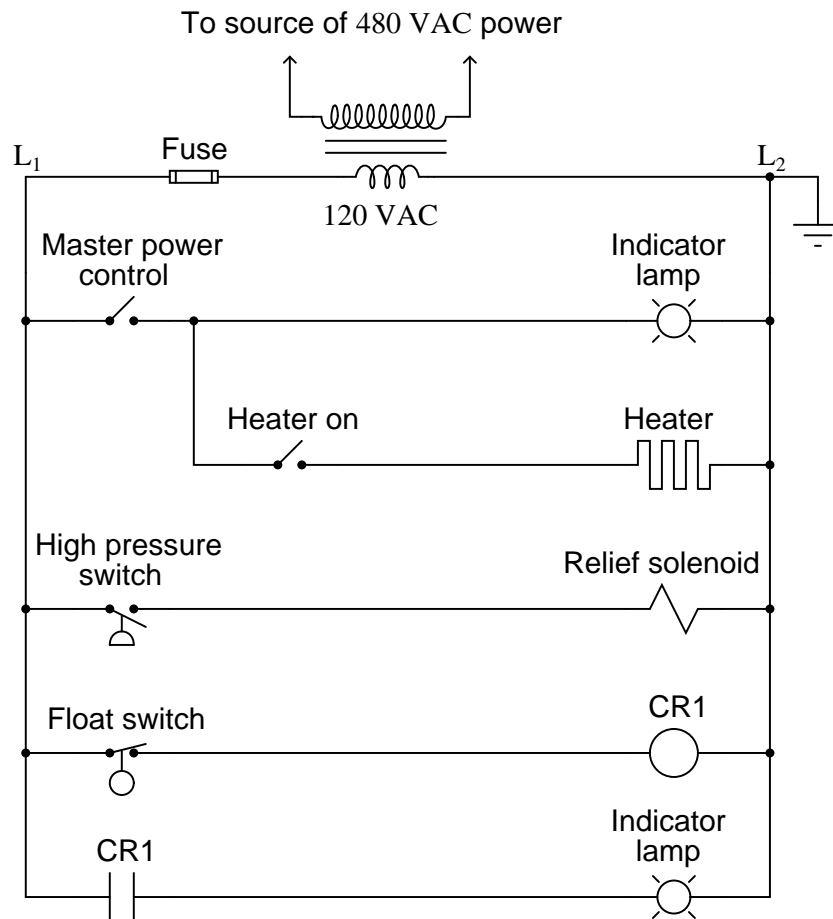 To source of 480 VAC power
L1
Fuse
L2
120 VAC
Master power
control
Indicator
lamp
Heater on
Heater
High pressure
switch
Relief solenoid
Float switch
CR1
CR1
Indicator
lamp